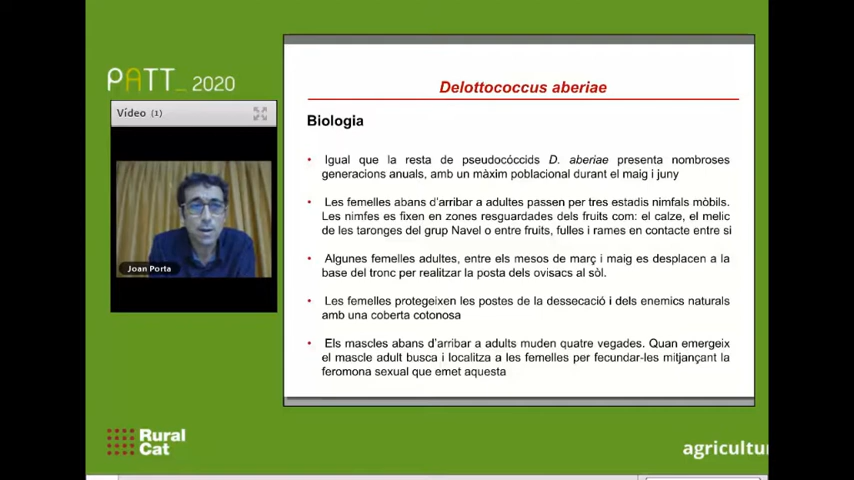 PATT_ 2020
Vídeo (1)
Joan Porta
Delottococcus aberiae
Biologia
• Igual que la resta de pseudocóccids D. aberiae presenta nombroses
generacions anuals, amb un màxim poblacional durant el maig i juny
• Les femelles abans d'arribar a adultes passen per tres estadis nimfals mòbils.
Les nimfes es fixen en zones resguardades dels fruits com: el calze, el melic
de les taronges del grup Navel o entre fruits, fulles i rames en contacte entre si
• Algunes femelles adultes, entre els mesos de març i maig es desplacen a la
base del tronc per realitzar la posta dels ovisacs al sòl.
• Les femelles protegeixen les postes de la dessecació i dels enemics naturals
amb una coberta cotonosa
• Els mascles abans d'arribar a adults muden quatre vegades. Quan emergeix
el mascle adult busca i localitza a les femelles per fecundar-les mitjançant la
feromona sexual que emet aquesta
Rural
Cat
agricultu